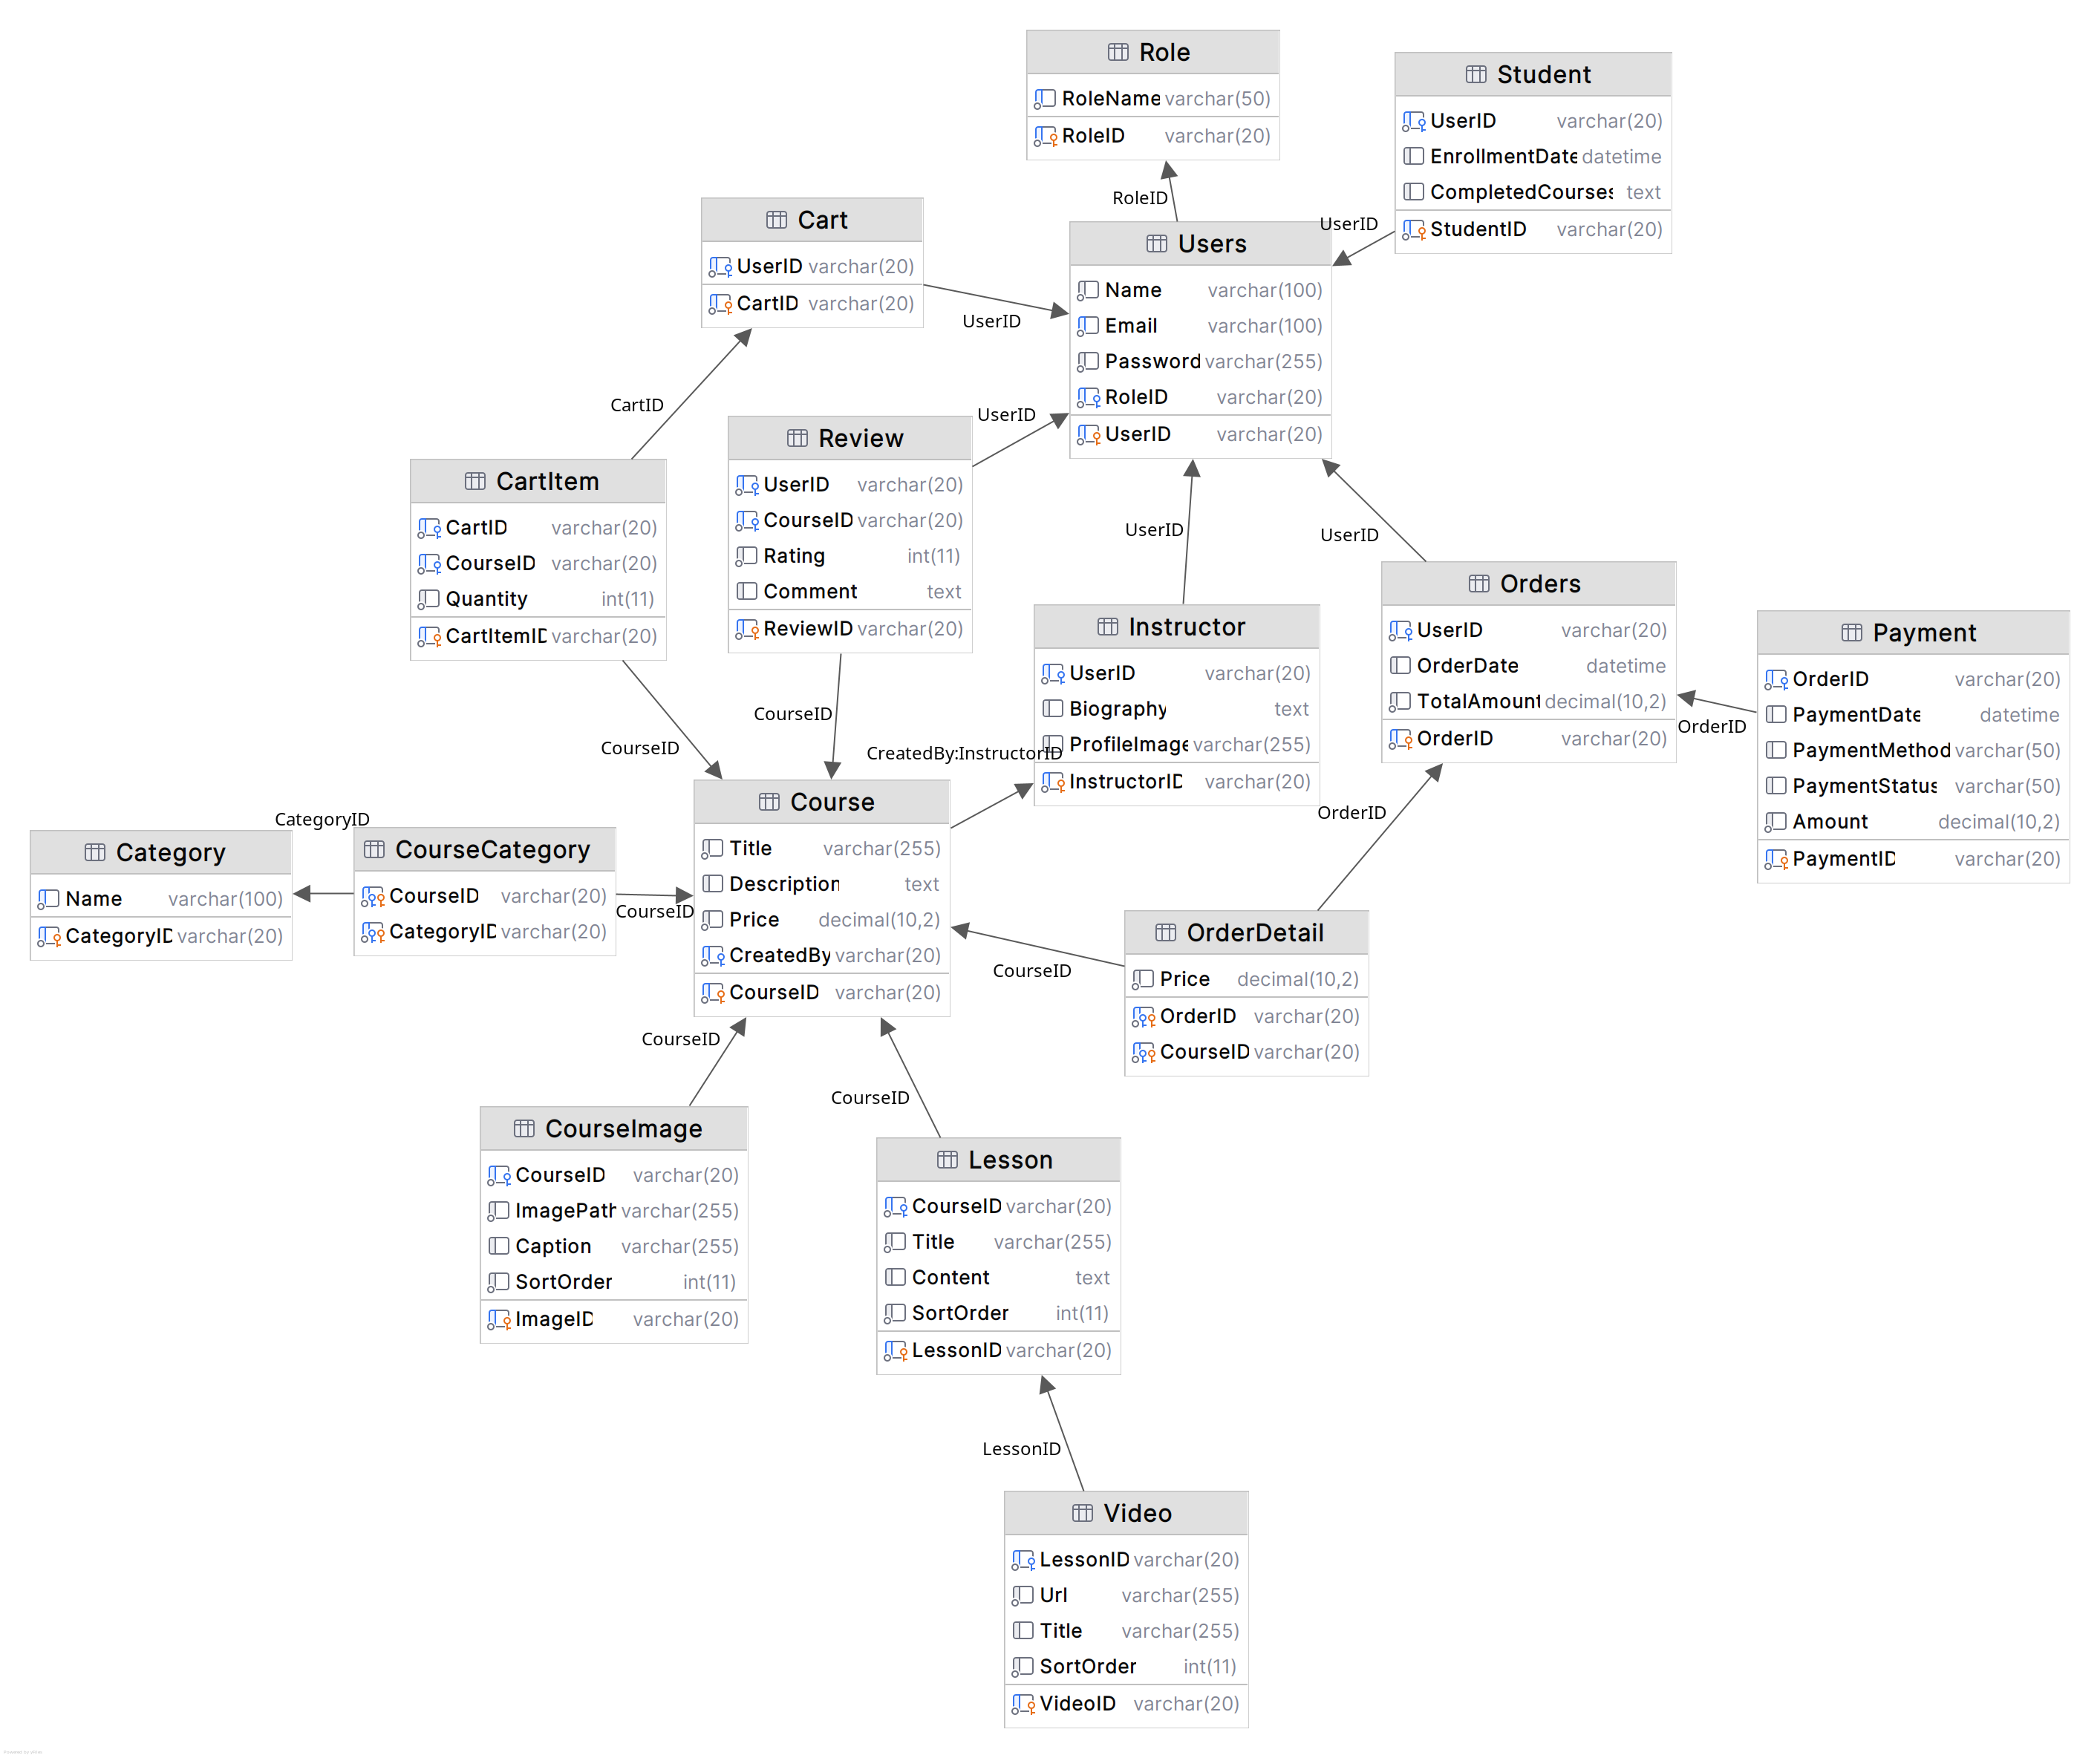 Role
RoleName varchar(50)
RoleID varchar(20)
Student
UserID varchar(20)
EnrollmentDate datetime
CompletedCourses text
StudentID varchar(20)
RoleID
UserID
Cart
UserID varchar(20)
CartID varchar(20)
Users
Name varchar(100)
Email varchar(100)
Password varchar(255)
RoleID varchar(20)
UserID varchar(20)
UserID
CartID
UserID
Review
UserID varchar(20)
CourseID varchar(20)
Rating int(11)
Comment text
ReviewID varchar(20)
CartItem
CartID varchar(20)
CourseID varchar(20)
Quantity int(11)
CartItemID varchar(20)
UserID
UserID
Instructor
UserID varchar(20)
Biography text
ProfileImage varchar(255)
InstructorID varchar(20)
Orders
UserID varchar(20)
OrderDate datetime
TotalAmount decimal(10,2)
OrderID varchar(20)
Payment
OrderID varchar(20)
PaymentDate datetime
PaymentMethod varchar(50)
PaymentStatus varchar(50)
Amount decimal(10,2)
PaymentID varchar(20)
OrderID
CourseID
CourseID
CreatedBy:InstructorID
OrderID
CategoryID
Category
Name varchar(100)
CategoryID varchar(20)
CourseCategory
CourseID varchar(20)
CategoryID varchar(20)
CourseID
Course
Title varchar(255)
Description text
Price decimal(10,2)
CreatedBy varchar(20)
CourseID varchar(20)
CourseID
OrderDetail
Price decimal(10,2)
OrderID varchar(20)
CourseID varchar(20)
CourseID
CourseID
CourseImage
CourseID varchar(20)
ImagePath varchar(255)
Caption varchar(255)
SortOrder int(11)
ImageID varchar(20)
Lesson
CourseID varchar(20)
Title varchar(255)
Content text
SortOrder int(11)
LessonID varchar(20)
LessonID
Video
LessonID varchar(20)
Url varchar(255)
Title varchar(255)
SortOrder int(11)
VideoID varchar(20)